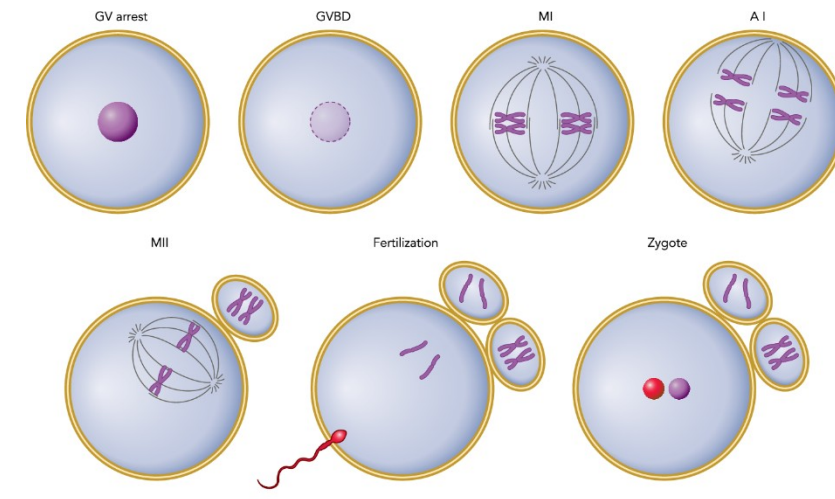 GV arrest
GVBD
MI
A I
MII
Fertilization
Zygote